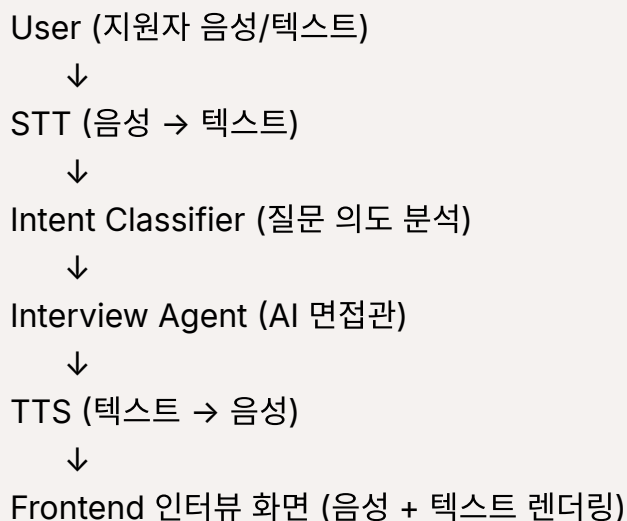 User (지원자 음성/텍스트)
↓
STT (음성 → 텍스트)
↓
Intent Classifier (질문 의도 분석)
↓
Interview Agent (AI 면접관)
↓
TTS (텍스트 → 음성)
↓
Frontend 인터뷰 화면 (음성 + 텍스트 렌더링)